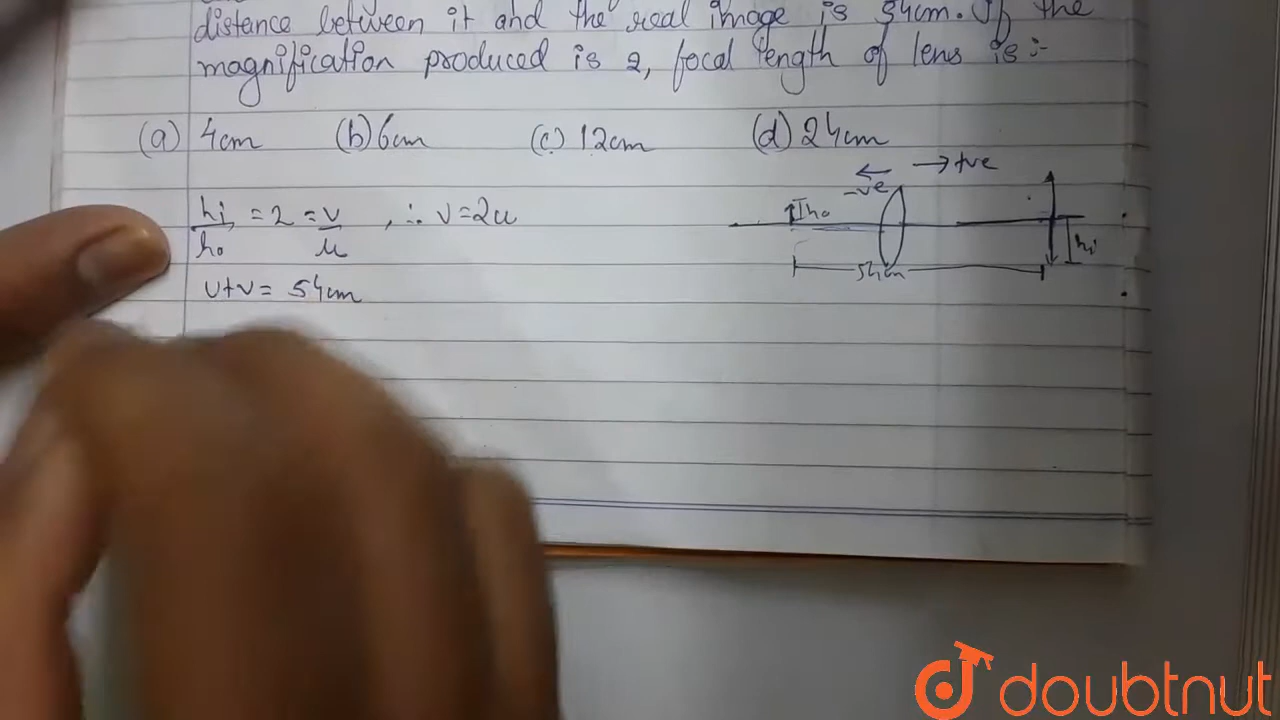 distance between it and the real image is 54cm. If the
magnification produced is 2, focal length of lens is :-
(a) 4cm (b) 6cm (c) 12cm (d) 24cm
hi/ho = 2 = v/u , ∴ v=2u
u+v = 54cm
← -ve → +ve
ho
hi
54cm
doubtnut